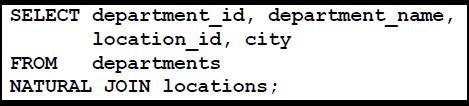 SELECT department_id, department_name,
       location_id, city
FROM   departments
NATURAL JOIN locations;